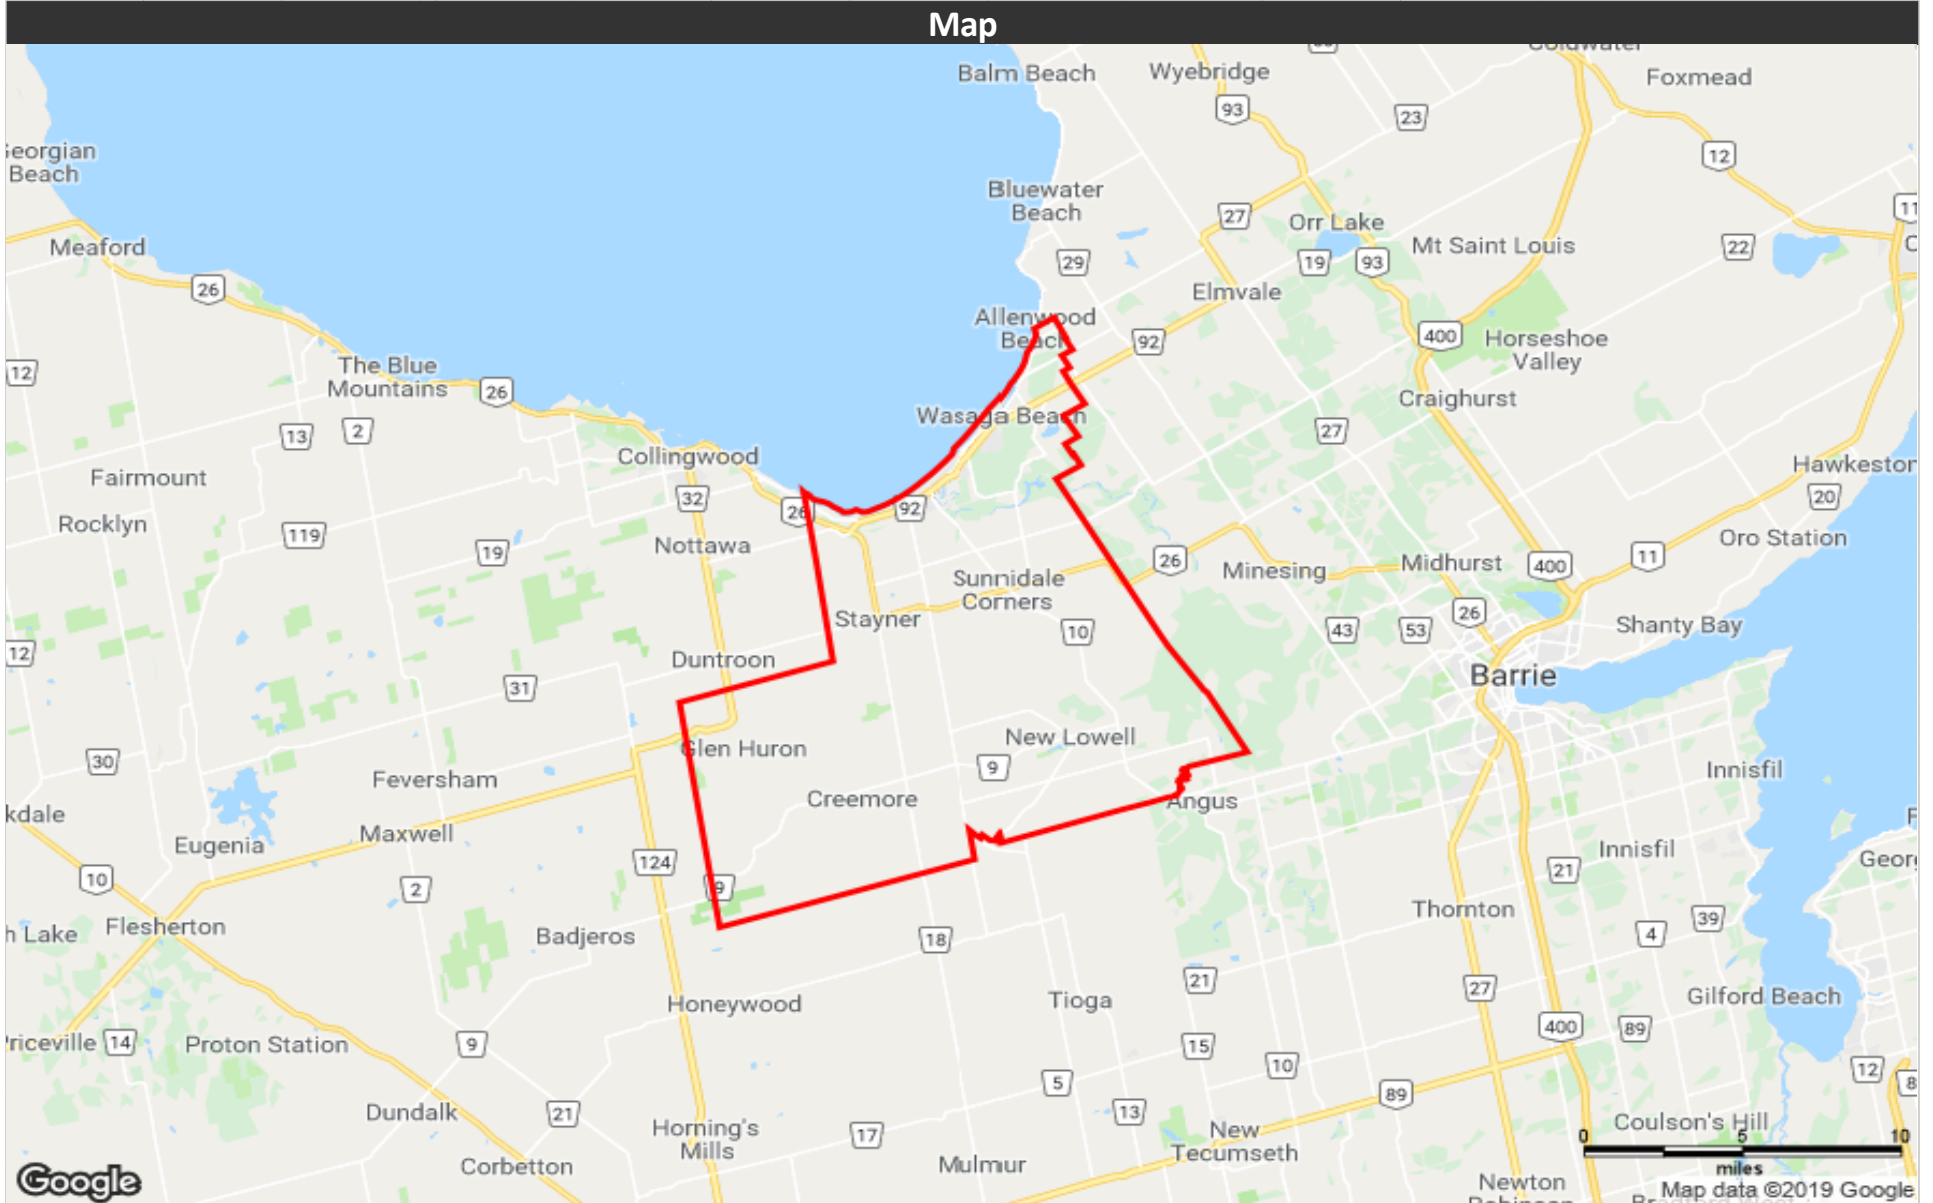 Map
Coldwater
Balm Beach
Wyebridge
Foxmead
93
23
12
Georgian
Beach
Bluewater
Beach
27
Orr Lake
11
Meaford
Mt Saint Louis
22
29
19
93
26
Elmvale
Allenwood
Beach
92
400
Horseshoe
Valley
12
The Blue
Mountains
26
Craighurst
Wasaga Beach
13
2
27
Collingwood
Hawkeston
Fairmount
32
20
26
92
Rocklyn
119
Oro Station
Nottawa
19
26
Minesing
Midhurst
400
11
Sunnidale
Corners
26
Stayner
10
43
53
Shanty Bay
12
Duntroon
Barrie
31
New Lowell
Glen Huron
30
9
Innisfil
Feversham
Creemore
Angus
kdale
Maxwell
Eugenia
Innisfil
124
21
Georg
10
2
9
Thornton
39
Flesherton
h Lake
Badjeros
18
4
21
27
Honeywood
Tioga
Gilford Beach
400
89
riceville
14
Proton Station
9
15
10
12
5
89
8
Dundalk
21
13
Horning's
Mills
17
New
Tecumseth
Coulson's Hill
0 5 10
miles
Corbetton
Mulmur
Newton
Robinson
Google
Map data ©2019 Google